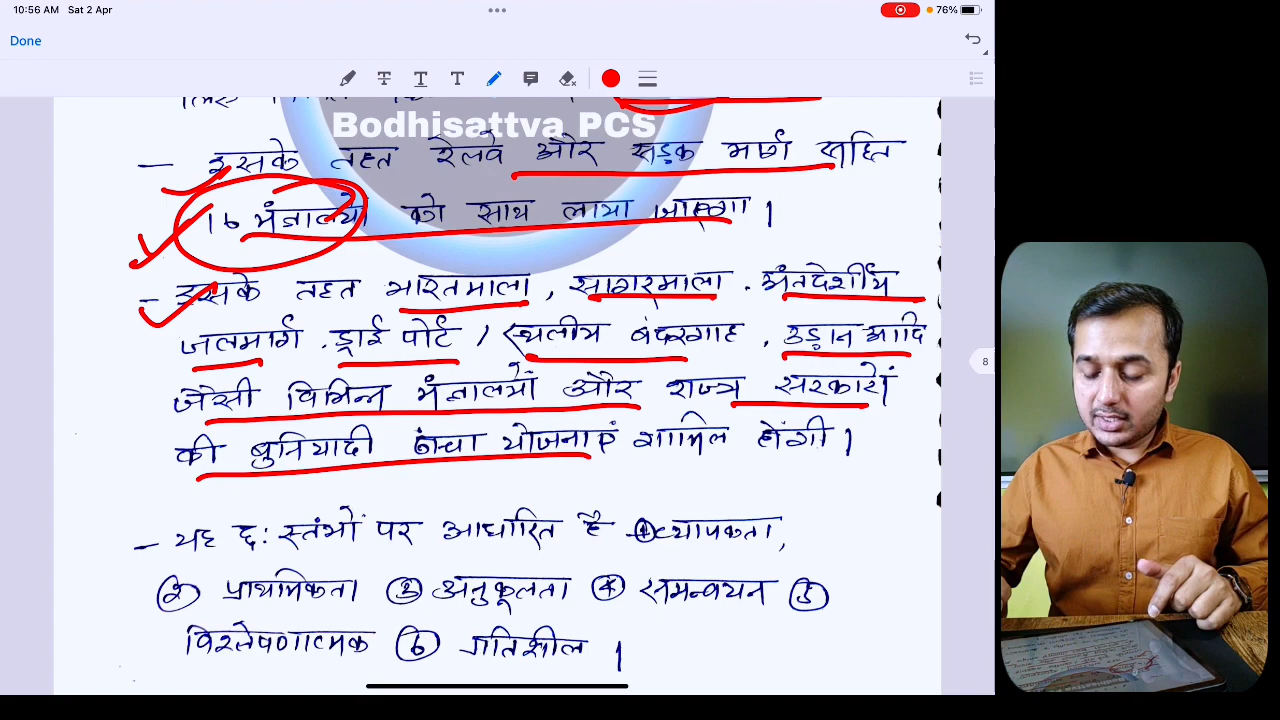 10:56 AM Sat 2 Apr
76%
Done
Bodhisattva PCS
- इसके तहत रेलवे और सड़क मार्ग सहित
16 मंत्रालयों को साथ लाया जाएगा।
- इसके तहत भारतमाला, सागरमाला. अंतर्देशीय
जलमार्ग. ड्राई पोर्ट / स्थलीय बंदरगाह. उड़ान आदि
8
जैसी विभिन्न मंत्रालयों और राज्य सरकारों
की बुनियादी ढांचा योजनाएं शामिल होंगी।
- यह छ: स्तंभों पर आधारित है - ① व्यापकता,
② प्राथमिकता ③ अनुकूलता ④ समन्वयन ⑤
विश्लेषणात्मक ⑥ गतिशील।